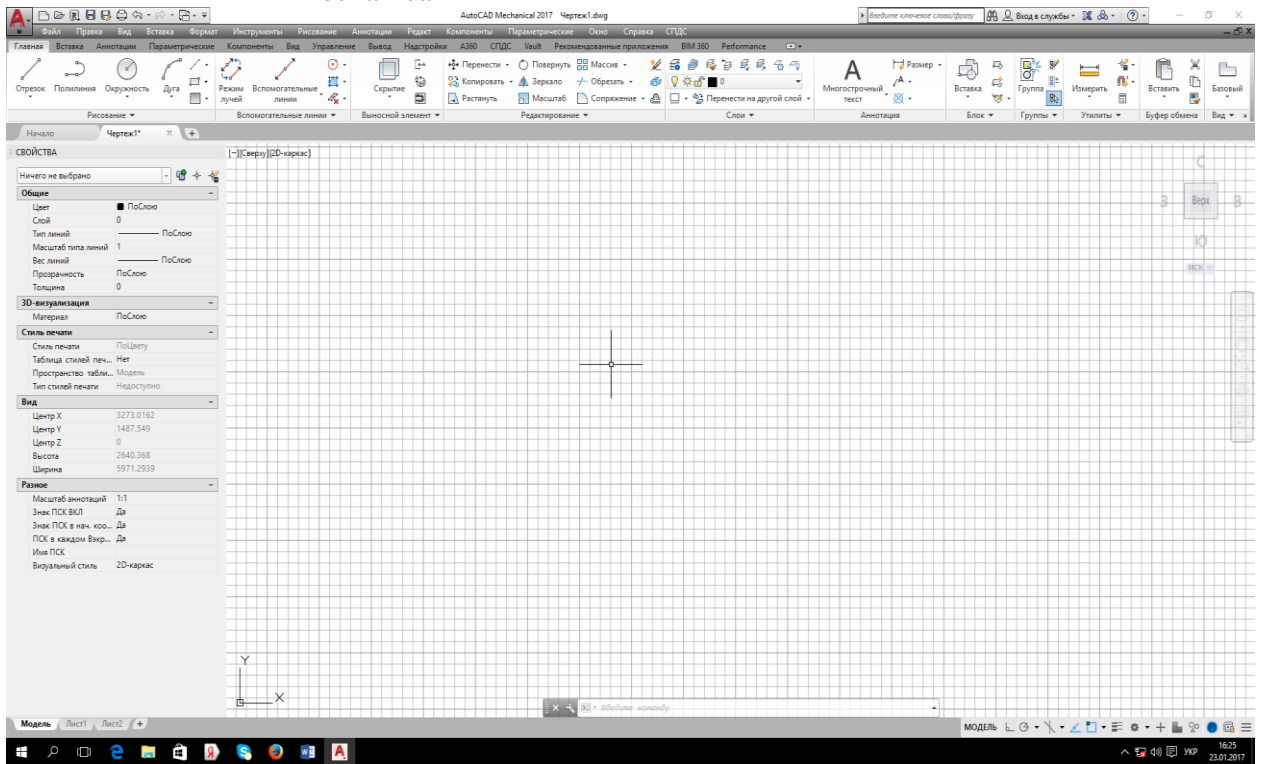 AutoCAD Mechanical 2017 Чертеж1.dwg
Введите ключевое слово/фразу
Вход в службы
Файл Правка Вид Вставка Формат Инструменты Рисование Аннотации Редакт Компоненты Параметрические Окно Справка СПДС
Главная Вставка Аннотации Параметрические Компоненты Вид Управление Вывод Надстройки A360 СПДС Vault Рекомендованные приложения BIM 360 Performance
Отрезок Полилиния Окружность Дуга
Режим лучей
Вспомогательные линии
Скрытие
Перенести Повернуть Массив
Копировать Зеркало Обрезать
Растянуть Масштаб Сопряжение
0
Перенести на другой слой
A
Многострочный текст
Размер
Вставка
Группа
Измерить
Вставить
Базовый
Рисование Вспомогательные линии Выносной элемент Редактирование Слои Аннотация Блок Группы Утилиты Буфер обмена Вид
Начало Чертеж1*
СВОЙСТВА
[−][Сверху][2D-каркас]
Ничего не выбрано
Общие
Цвет ПоСлою
Слой 0
Тип линий ПоСлою
Масштаб типа линий 1
Вес линий ПоСлою
Прозрачность ПоСлою
Толщина 0
3D-визуализация
Материал ПоСлою
Стиль печати
Стиль печати ПоЦвету
Таблица стилей печ... Нет
Пространство табли... Модель
Тип стилей печати Недоступно
Вид
Центр X 3273.0162
Центр Y 1487.549
Центр Z 0
Высота 2640.368
Ширина 5971.2939
Разное
Масштаб аннотаций 1:1
Знак ПСК ВКЛ Да
Знак ПСК в нач. коо... Да
ПСК в каждом Вэкр... Да
Имя ПСК
Визуальный стиль 2D-каркас
С
З Верх В
Ю
МСК
Y
X
Введите команду
Модель Лист1 Лист2
МОДЕЛЬ
УКР
16:25
23.01.2017